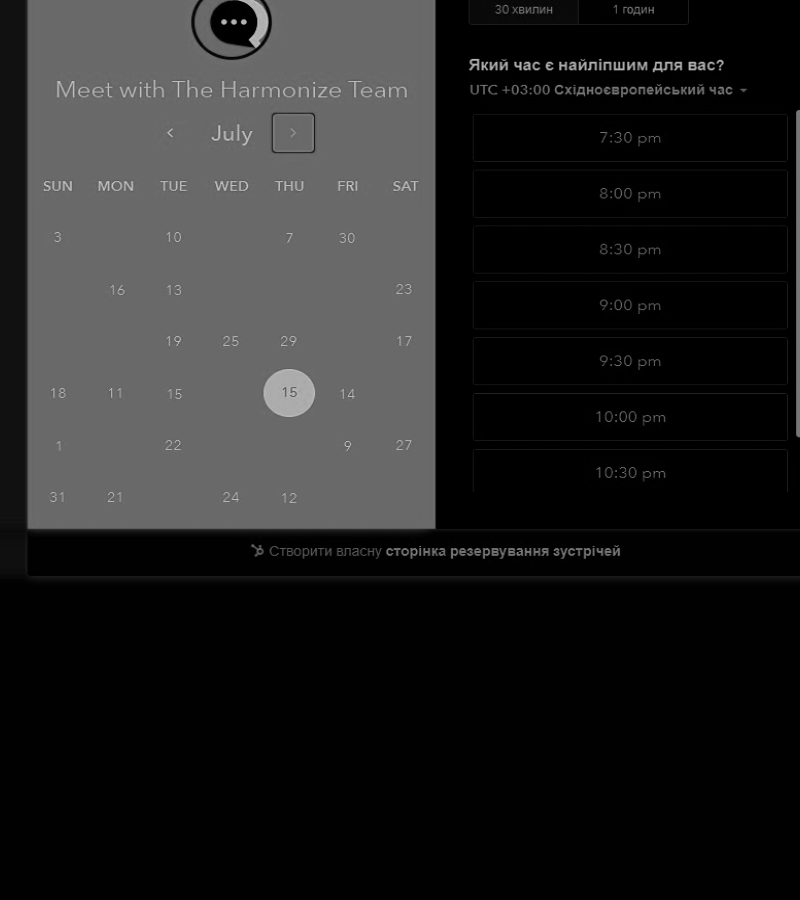 30 хвилин 1 годин
Meet with The Harmonize Team
July
SUN MON TUE WED THU FRI SAT
3 10 7 30
16 13 23
19 25 29 17
18 11 15 15 14
1 22 9 27
31 21 24 12
Який час є найліпшим для вас?
UTC +03:00 Східноєвропейський час
7:30 pm
8:00 pm
8:30 pm
9:00 pm
9:30 pm
10:00 pm
10:30 pm
Створити власну сторінка резервування зустрічей